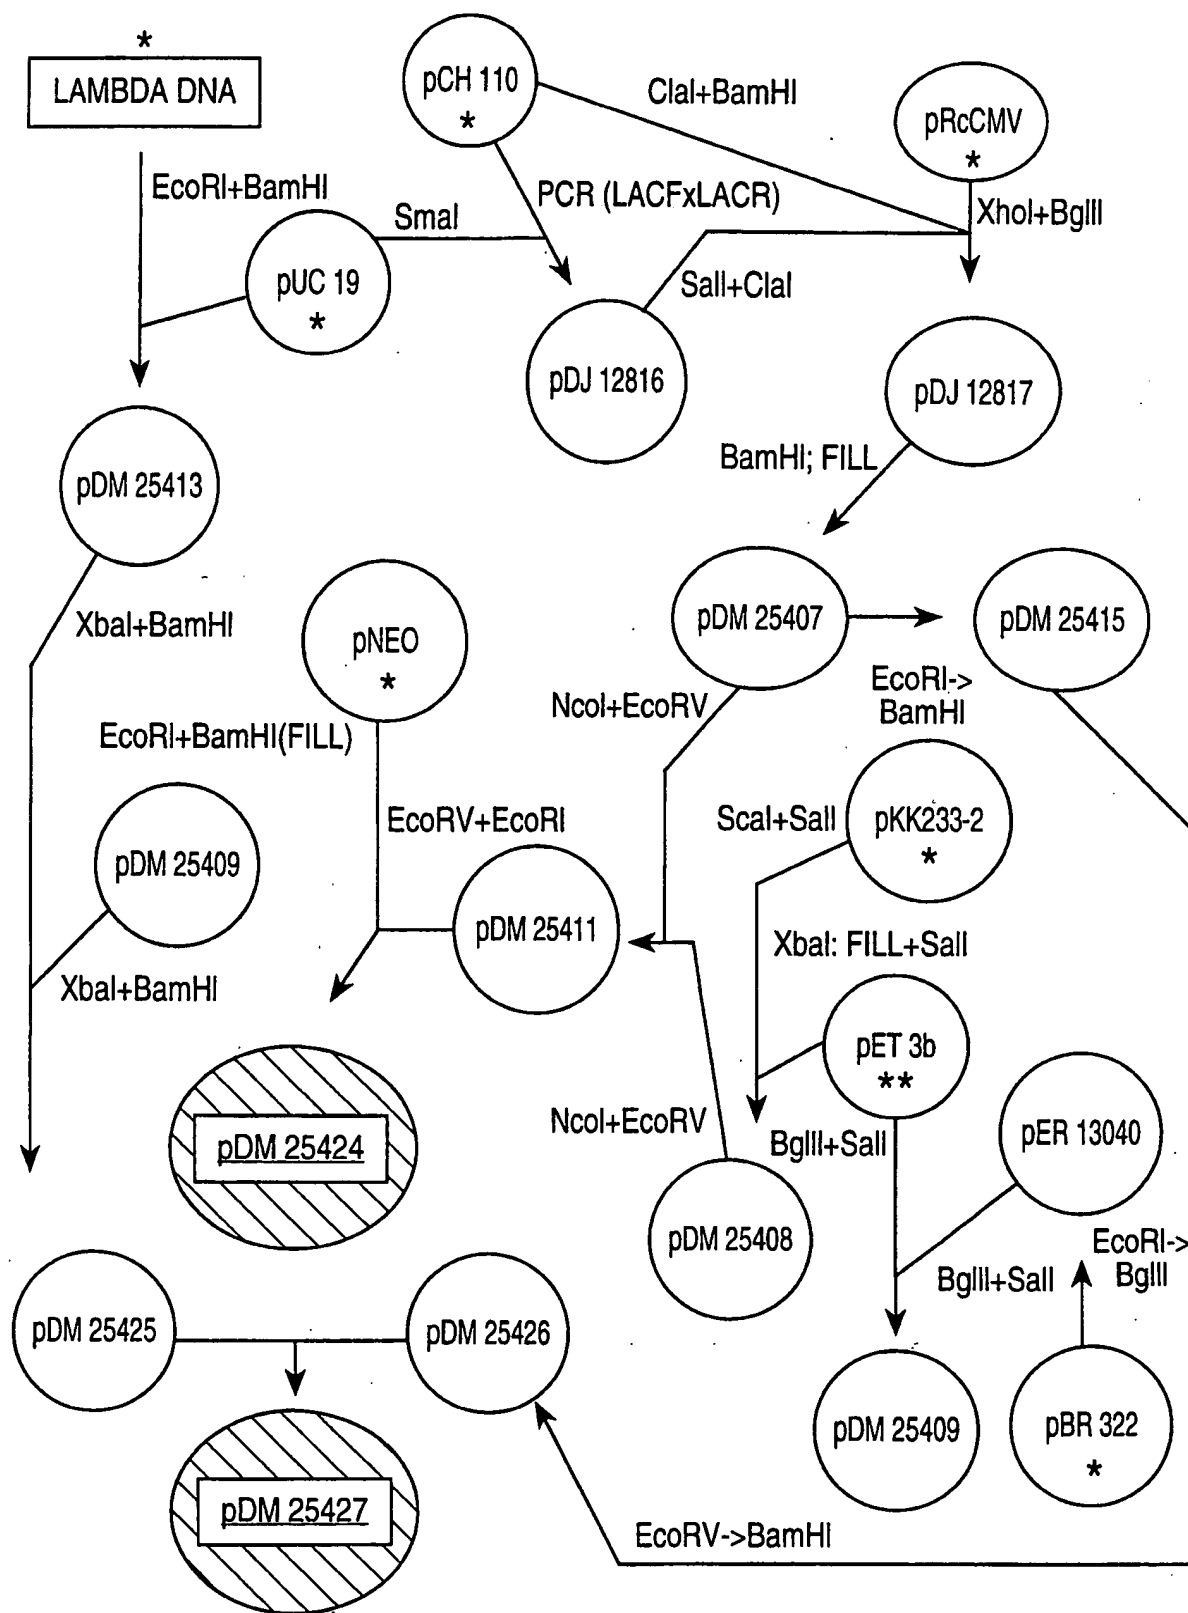 *
LAMBDA DNA
pCH 110
*
ClaI+BamHI
pRcCMV
*
EcoRI+BamHI
PCR (LACFxLACR)
SmaI
XhoI+BglII
pUC 19
*
SalI+ClaI
pDJ 12816
pDJ 12817
BamHI; FILL
pDM 25413
XbaI+BamHI
pNEO
*
pDM 25407
pDM 25415
EcoRI->
BamHI
NcoI+EcoRV
EcoRI+BamHI(FILL)
EcoRV+EcoRI
ScaI+SalI
pKK233-2
*
pDM 25409
pDM 25411
XbaI: FILL+SalI
XbaI+BamHI
pET 3b
**
NcoI+EcoRV
BglII+SalI
pER 13040
pDM 25424
pDM 25408
BglII+SalI
EcoRI->
BglII
pDM 25425
pDM 25426
pDM 25409
pBR 322
*
pDM 25427
EcoRV->BamHI